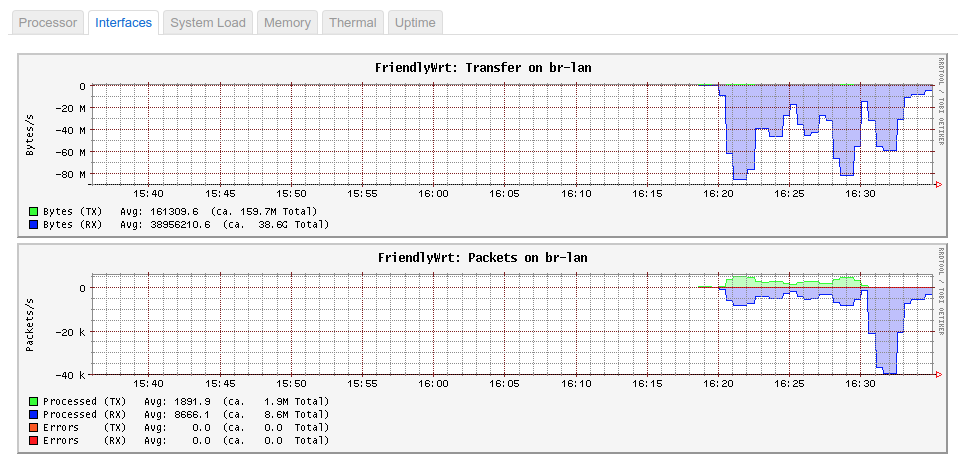 Processor Interfaces System Load Memory Thermal Uptime
FriendlyWrt: Transfer on br-lan
RRDTOOL / TOBI OETIKER
Bytes/s
0
-20 M
-40 M
-60 M
-80 M
15:40 15:45 15:50 15:55 16:00 16:05 16:10 16:15 16:20 16:25 16:30
Bytes (TX) Avg: 161309.6 (ca. 159.7M Total)
Bytes (RX) Avg: 38956210.6 (ca. 38.6G Total)
FriendlyWrt: Packets on br-lan
RRDTOOL / TOBI OETIKER
Packets/s
0
-20 k
-40 k
15:40 15:45 15:50 15:55 16:00 16:05 16:10 16:15 16:20 16:25 16:30
Processed (TX) Avg: 1891.9 (ca. 1.9M Total)
Processed (RX) Avg: 8666.1 (ca. 8.6M Total)
Errors (TX) Avg: 0.0 (ca. 0.0 Total)
Errors (RX) Avg: 0.0 (ca. 0.0 Total)